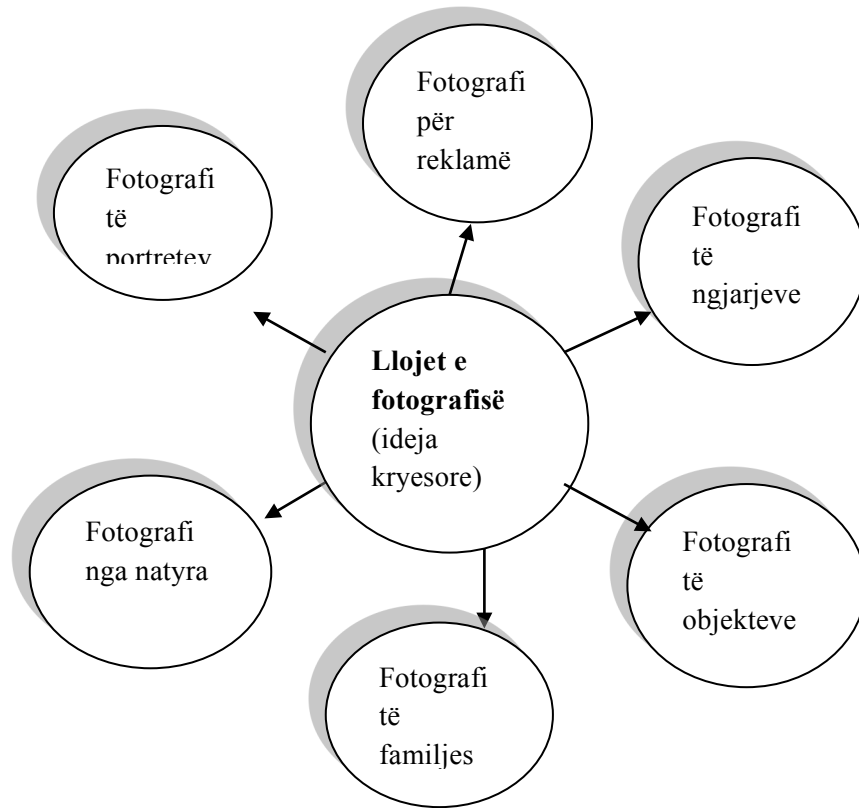 Fotografi
për
reklamë
Fotografi
të
portretev
Fotografi
të
ngjarjeve
Llojet e
fotografisë
(ideja
kryesore)
Fotografi
nga natyra
Fotografi
të
objekteve
Fotografi
të
familjes